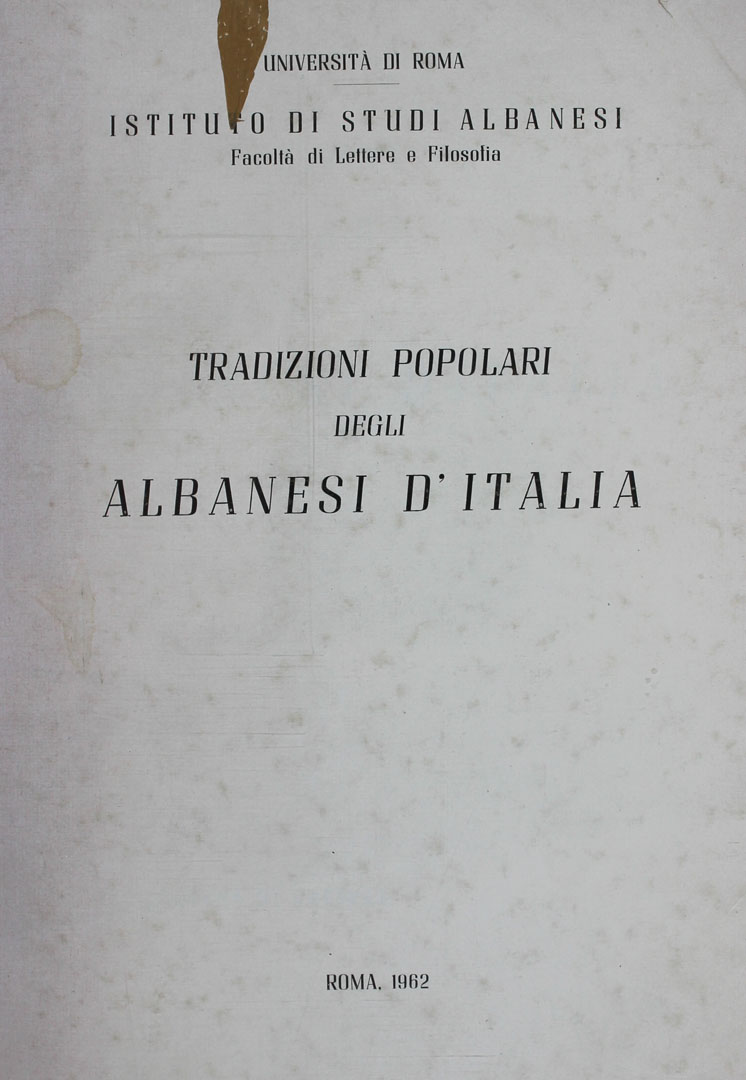 UNIVERSITÀ DI ROMA
ISTITUTO DI STUDI ALBANESI
Facoltà di Lettere e Filosofia
TRADIZIONI POPOLARI
DEGLI
ALBANESI D'ITALIA
ROMA, 1962